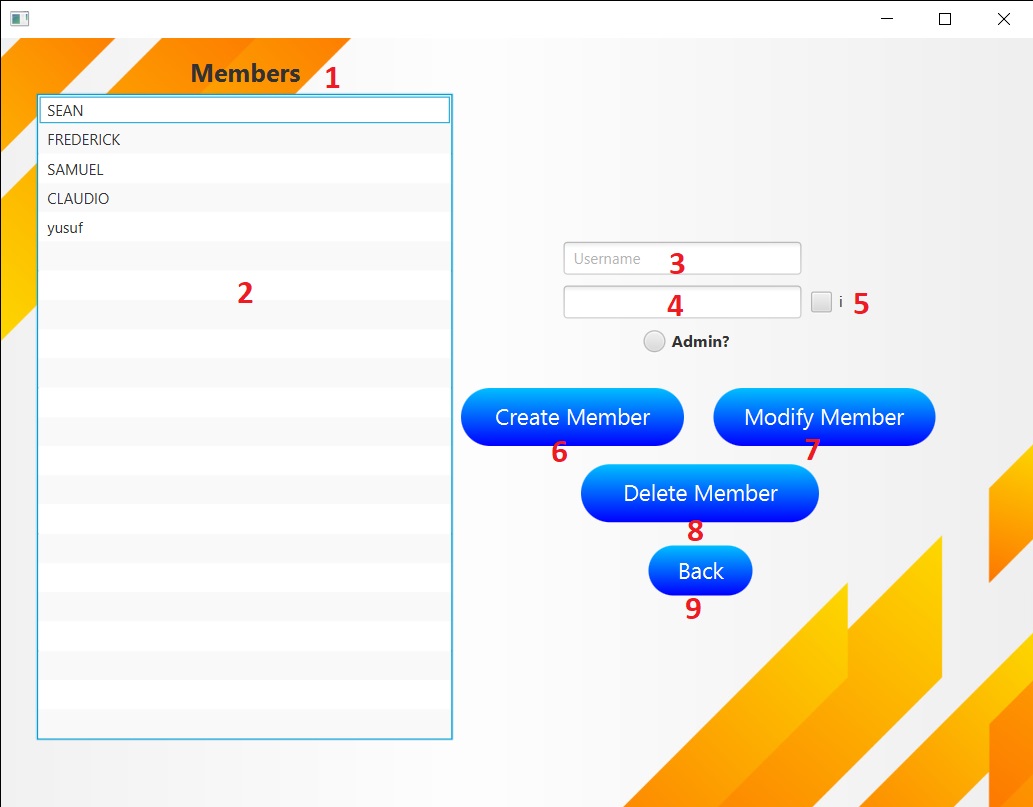 Members 1
SEAN
FREDERICK
SAMUEL
CLAUDIO
yusuf
2
Username 3
4 i 5
Admin?
Create Member Modify Member
6 7
Delete Member
8
Back
9